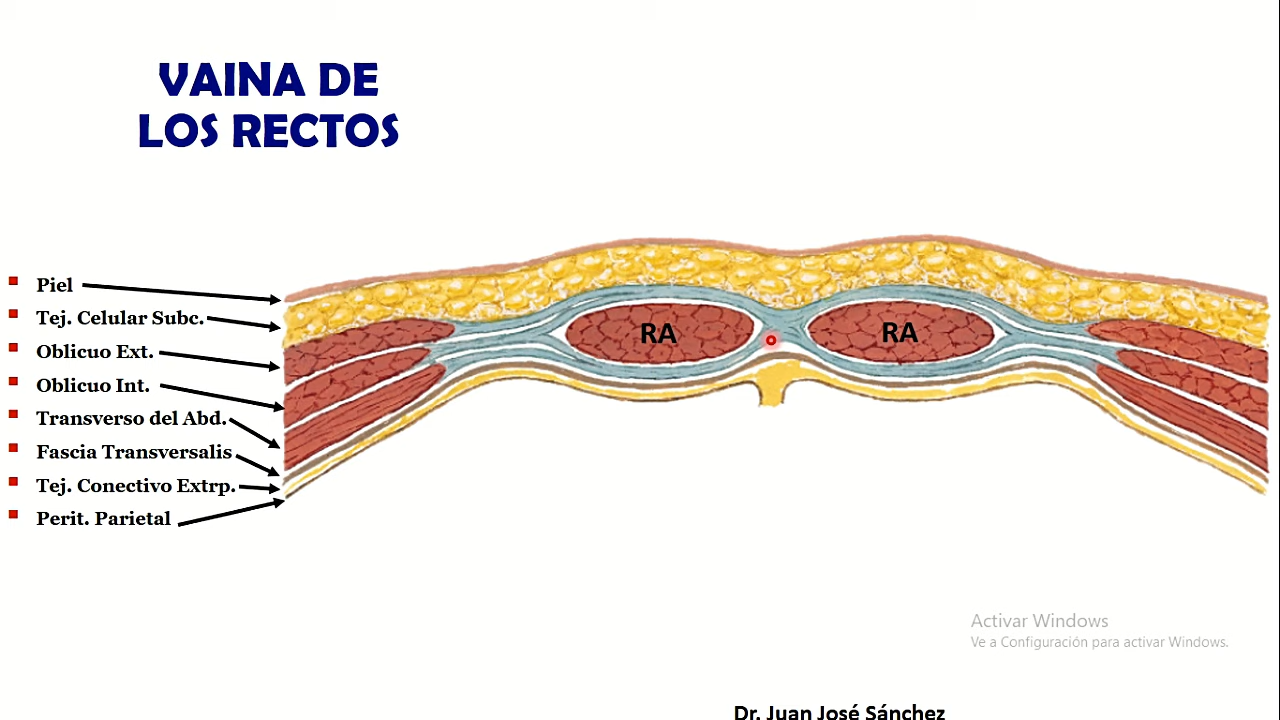 VAINA DE
LOS RECTOS
Piel
Tej. Celular Subc.
Oblicuo Ext.
Oblicuo Int.
Transverso del Abd.
Fascia Transversalis
Tej. Conectivo Extrp.
Perit. Parietal
RA
RA
Activar Windows
Ve a Configuración para activar Windows.
Dr. Juan José Sánchez